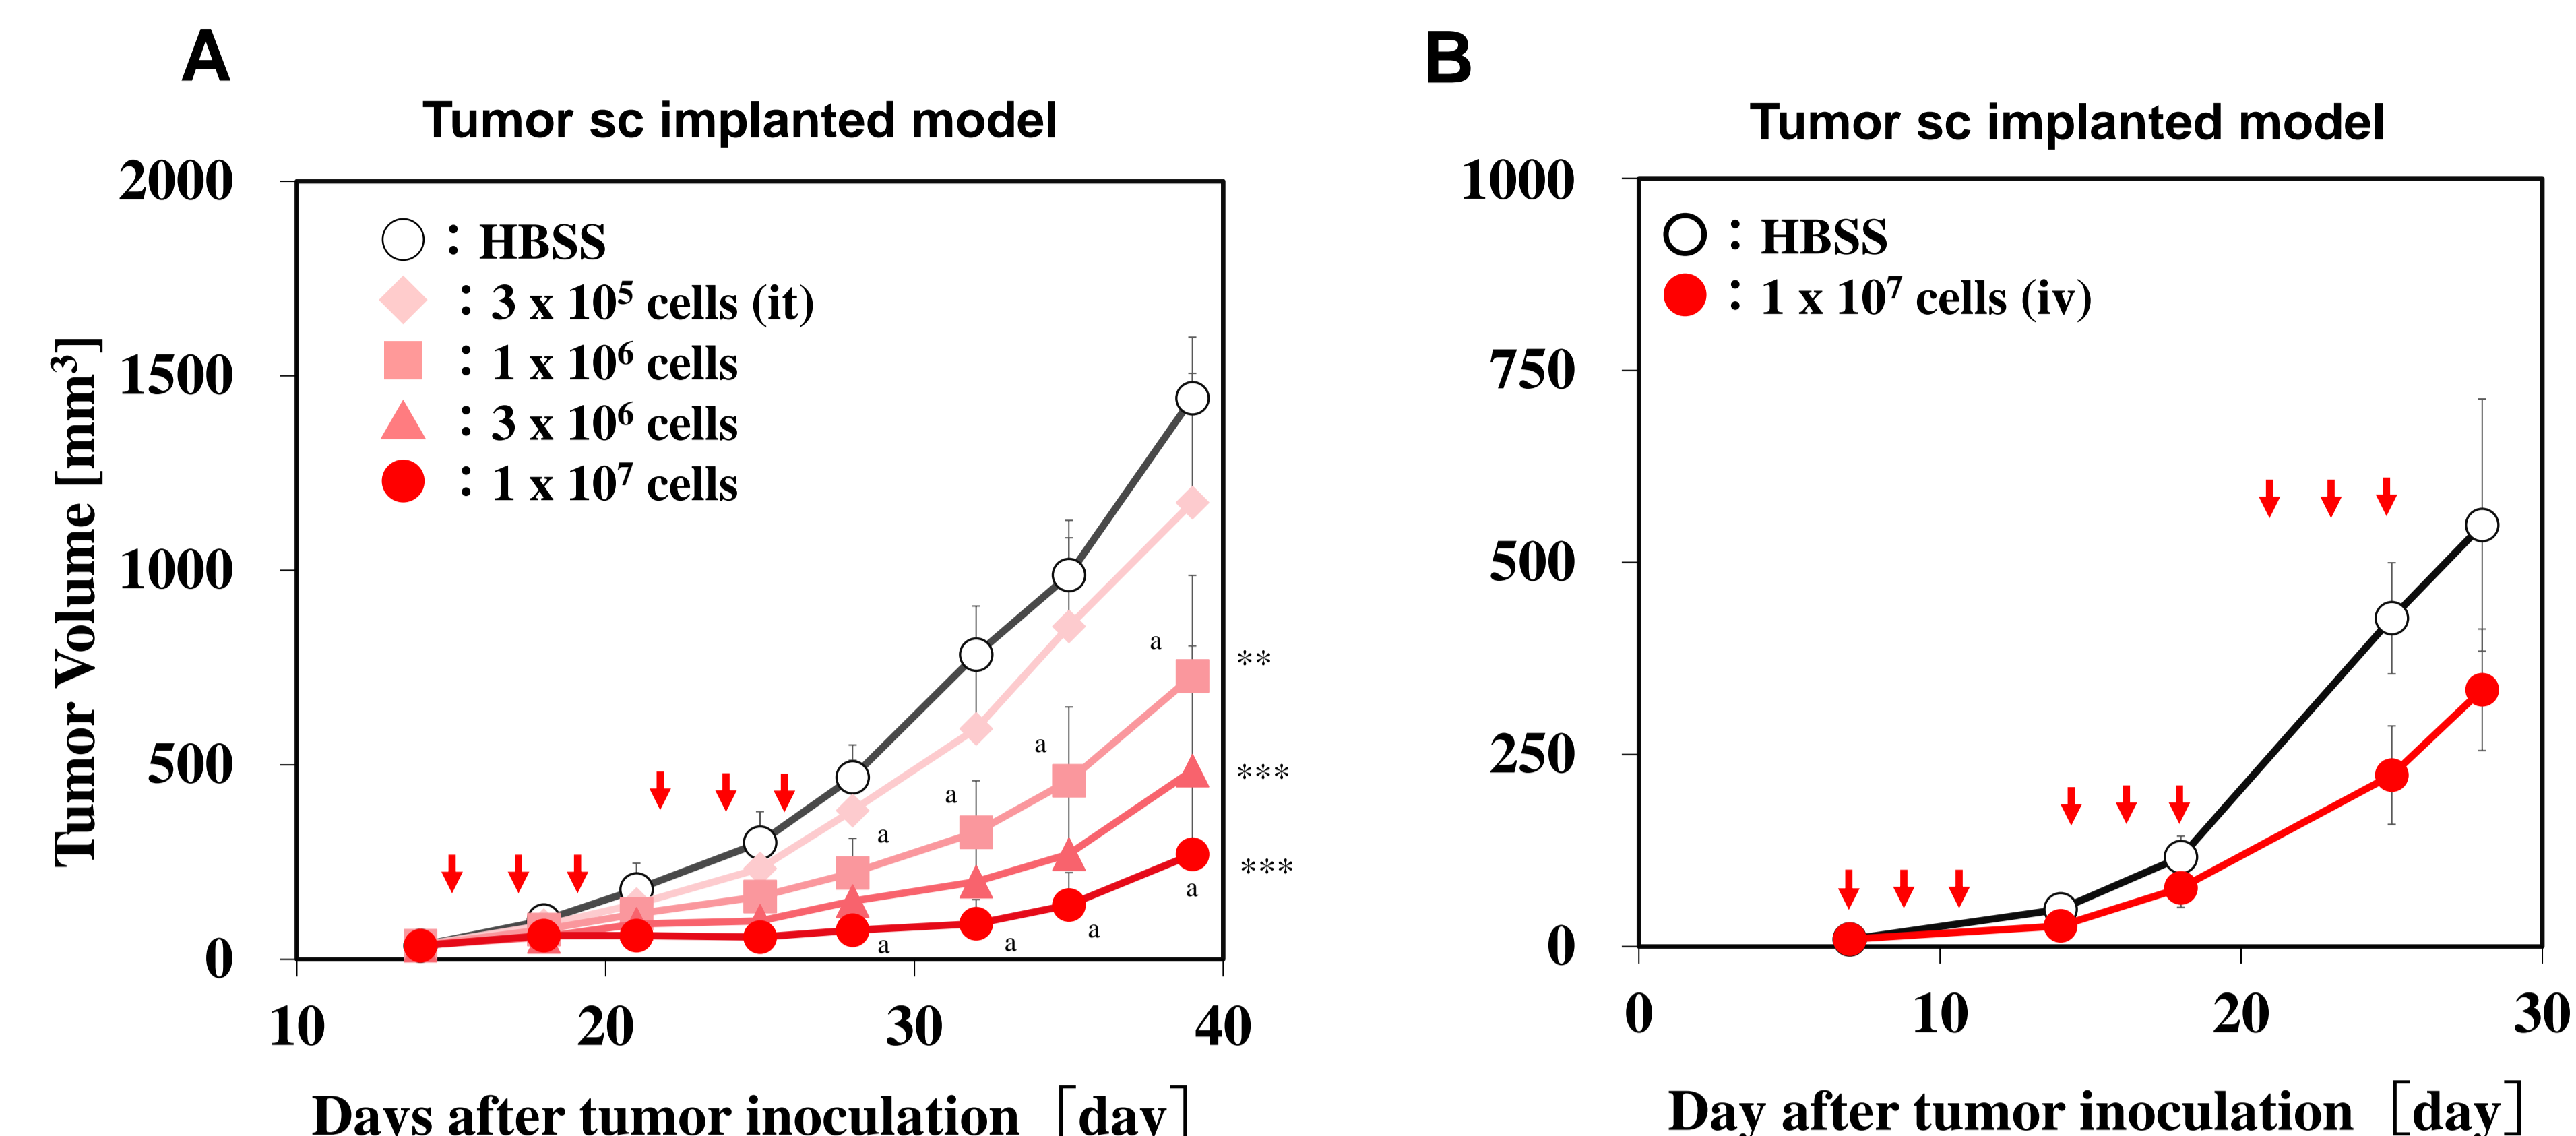 A
Tumor sc implanted model
Tumor Volume [mm³]
2000
1500
1000
500
0
: HBSS
: 3 x 10⁵ cells (it)
: 1 x 10⁶ cells
: 3 x 10⁶ cells
: 1 x 10⁷ cells
a
**
a
***
a
a
***
a
a
a
a
10 20 30 40
Days after tumor inoculation [day]
B
Tumor sc implanted model
1000
750
500
250
0
: HBSS
: 1 x 10⁷ cells (iv)
0 10 20 30
Day after tumor inoculation [day]